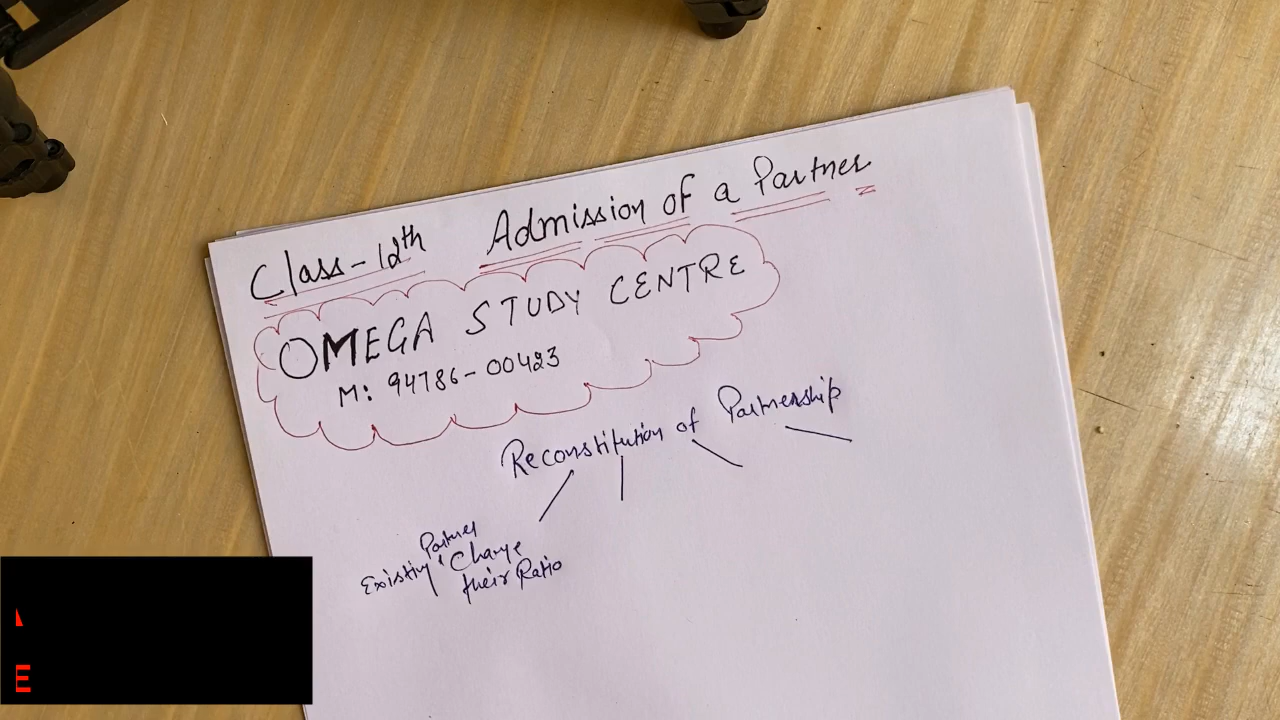 Class-12th Admission of a Partner
OMEGA STUDY CENTRE
M: 94786-00423
Reconstitution of Partnership
Partner
Existing Change
their Ratio
A
E